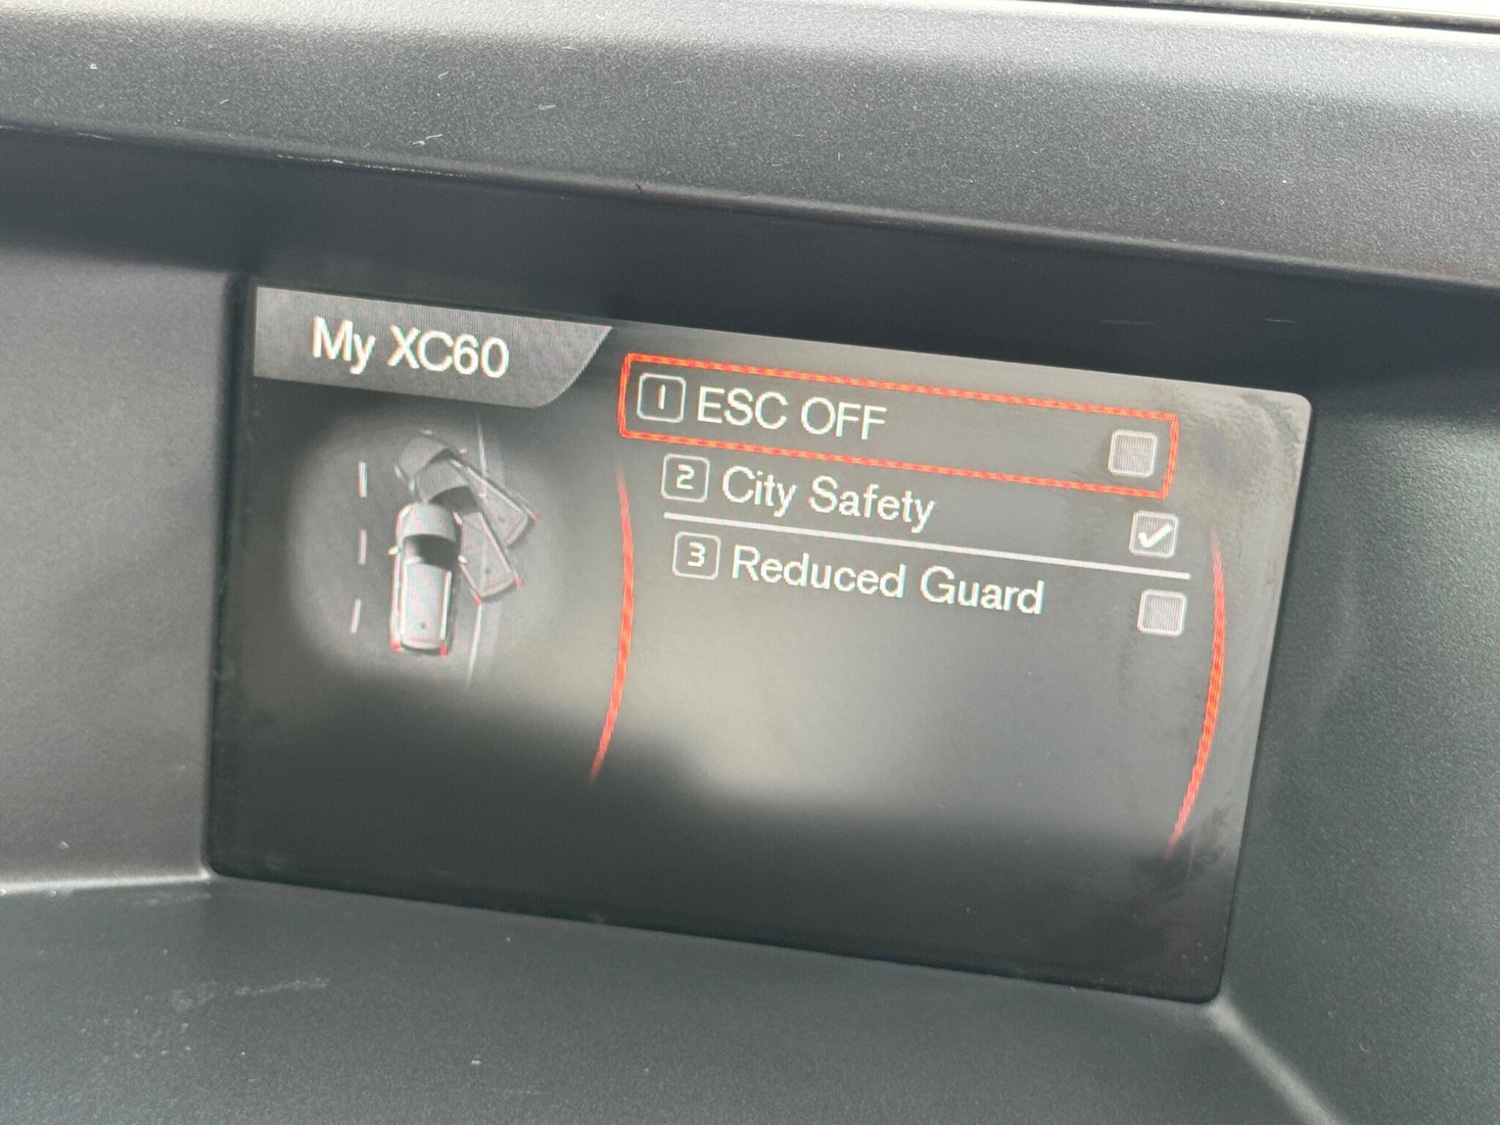 My XC60
1 ESC OFF
2 City Safety
3 Reduced Guard